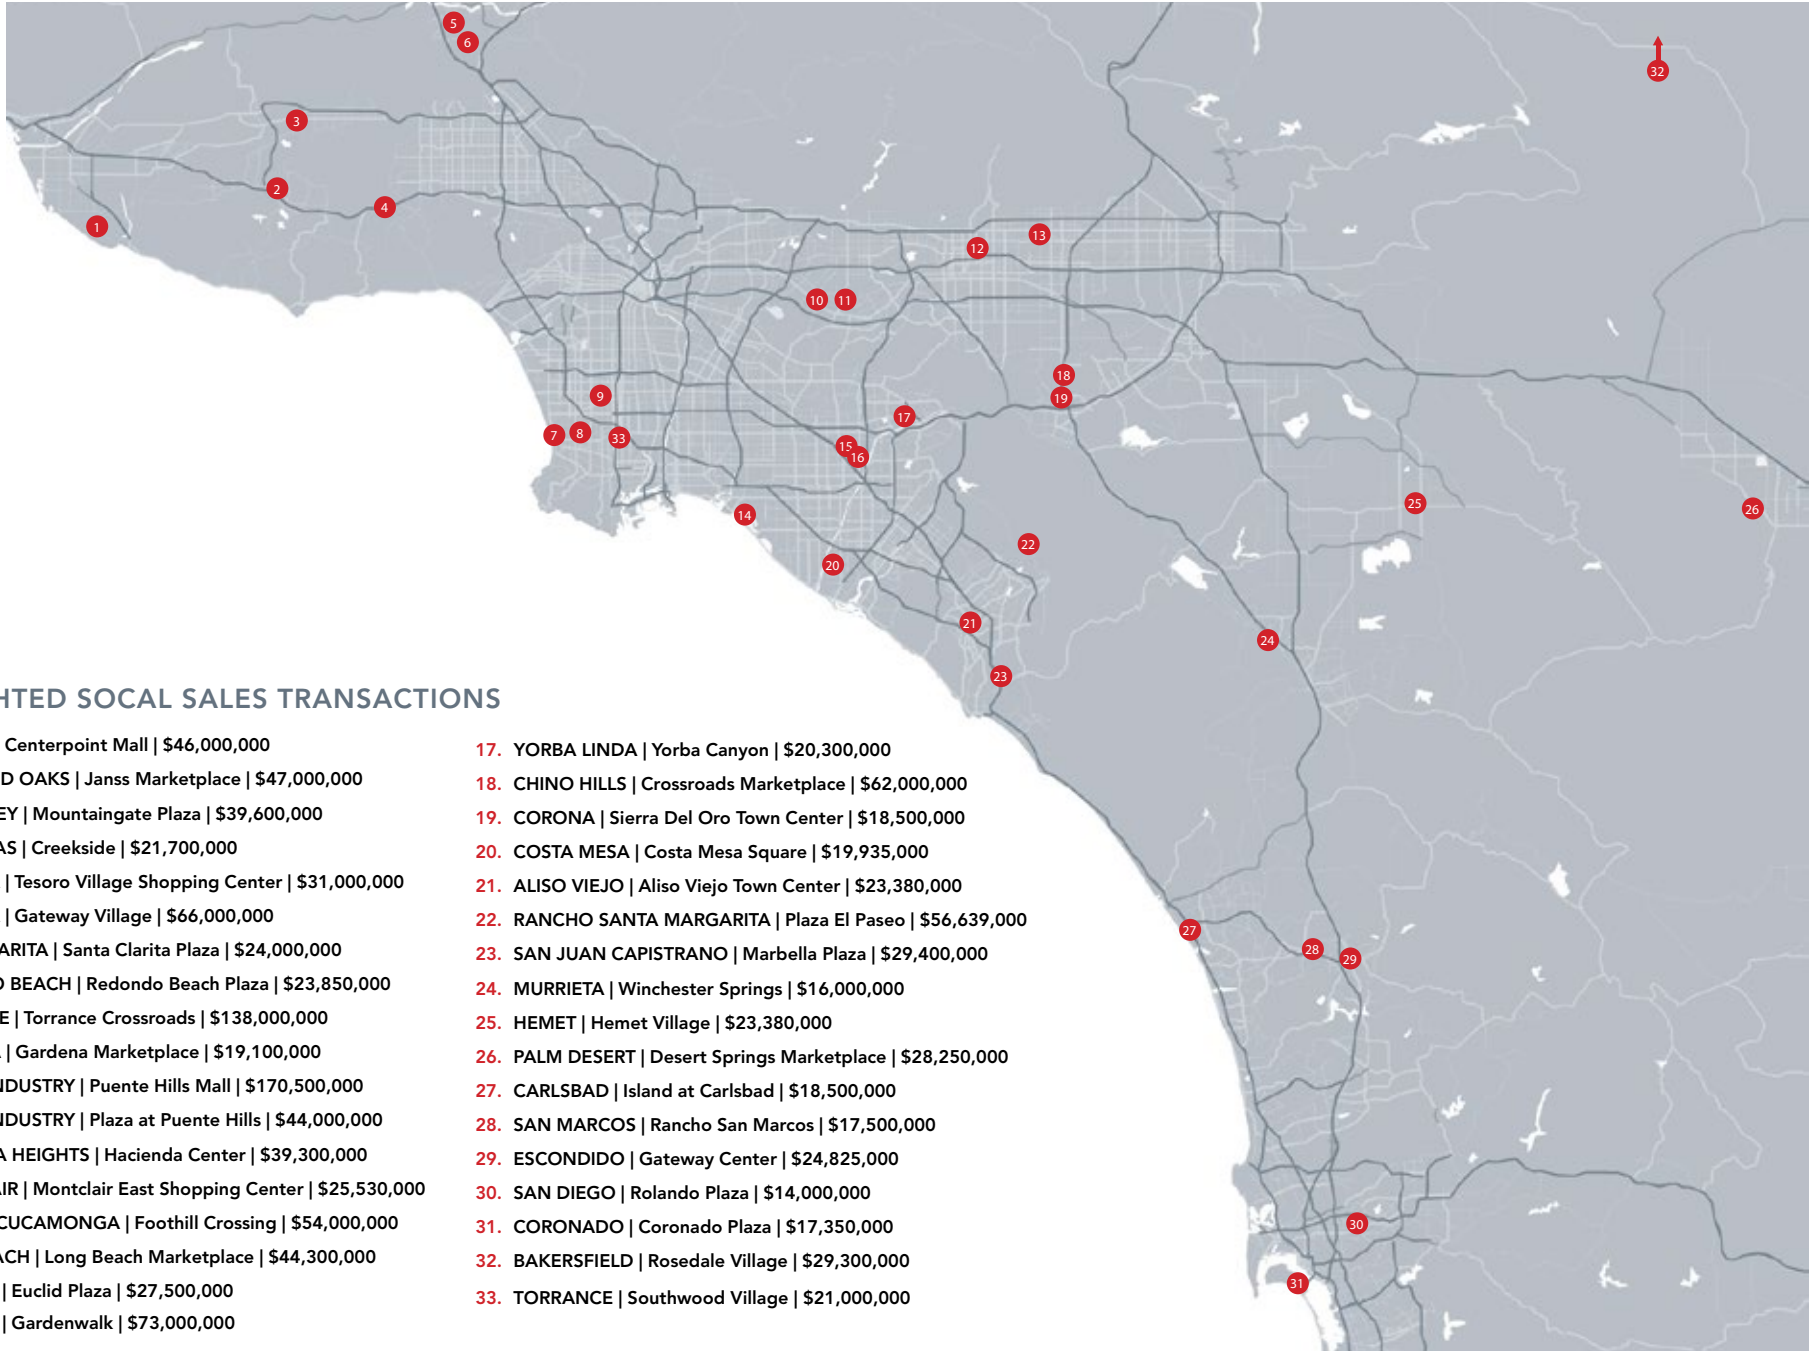 5
6
32
3
2
4
1
13
12
10 11
18
19
9
17
7 8 33
15
16
25
26
14
22
20
21
24
23
27
28
29
30
31
HTED SOCAL SALES TRANSACTIONS
Centerpoint Mall | $46,000,000
D OAKS | Janss Marketplace | $47,000,000
EY | Mountaingate Plaza | $39,600,000
AS | Creekside | $21,700,000
| Tesoro Village Shopping Center | $31,000,000
| Gateway Village | $66,000,000
ARITA | Santa Clarita Plaza | $24,000,000
O BEACH | Redondo Beach Plaza | $23,850,000
E | Torrance Crossroads | $138,000,000
| Gardena Marketplace | $19,100,000
NDUSTRY | Puente Hills Mall | $170,500,000
NDUSTRY | Plaza at Puente Hills | $44,000,000
A HEIGHTS | Hacienda Center | $39,300,000
AIR | Montclair East Shopping Center | $25,530,000
CUCAMONGA | Foothill Crossing | $54,000,000
ACH | Long Beach Marketplace | $44,300,000
| Euclid Plaza | $27,500,000
| Gardenwalk | $73,000,000
17. YORBA LINDA | Yorba Canyon | $20,300,000
18. CHINO HILLS | Crossroads Marketplace | $62,000,000
19. CORONA | Sierra Del Oro Town Center | $18,500,000
20. COSTA MESA | Costa Mesa Square | $19,935,000
21. ALISO VIEJO | Aliso Viejo Town Center | $23,380,000
22. RANCHO SANTA MARGARITA | Plaza El Paseo | $56,639,000
23. SAN JUAN CAPISTRANO | Marbella Plaza | $29,400,000
24. MURRIETA | Winchester Springs | $16,000,000
25. HEMET | Hemet Village | $23,380,000
26. PALM DESERT | Desert Springs Marketplace | $28,250,000
27. CARLSBAD | Island at Carlsbad | $18,500,000
28. SAN MARCOS | Rancho San Marcos | $17,500,000
29. ESCONDIDO | Gateway Center | $24,825,000
30. SAN DIEGO | Rolando Plaza | $14,000,000
31. CORONADO | Coronado Plaza | $17,350,000
32. BAKERSFIELD | Rosedale Village | $29,300,000
33. TORRANCE | Southwood Village | $21,000,000